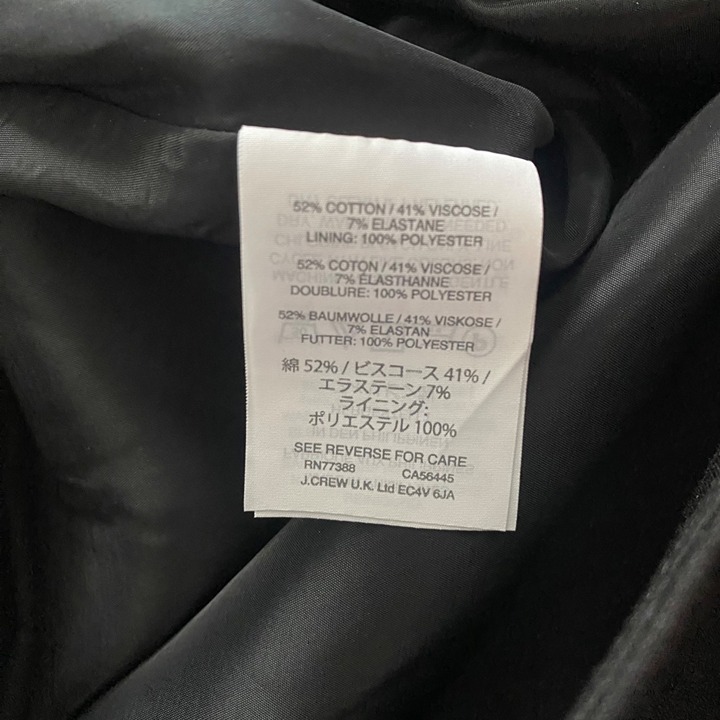 52% COTTON / 41% VISCOSE /
7% ELASTANE
LINING: 100% POLYESTER
52% COTON / 41% VISCOSE /
7% ÉLASTHANNE
DOUBLURE: 100% POLYESTER
52% BAUMWOLLE / 41% VISKOSE /
7% ELASTAN
FUTTER: 100% POLYESTER
綿 52% / ビスコース 41% /
エラステーン 7%
ライニング:
ポリエステル 100%
SEE REVERSE FOR CARE
RN77388 CA56445
J.CREW U.K. Ltd EC4V 6JA